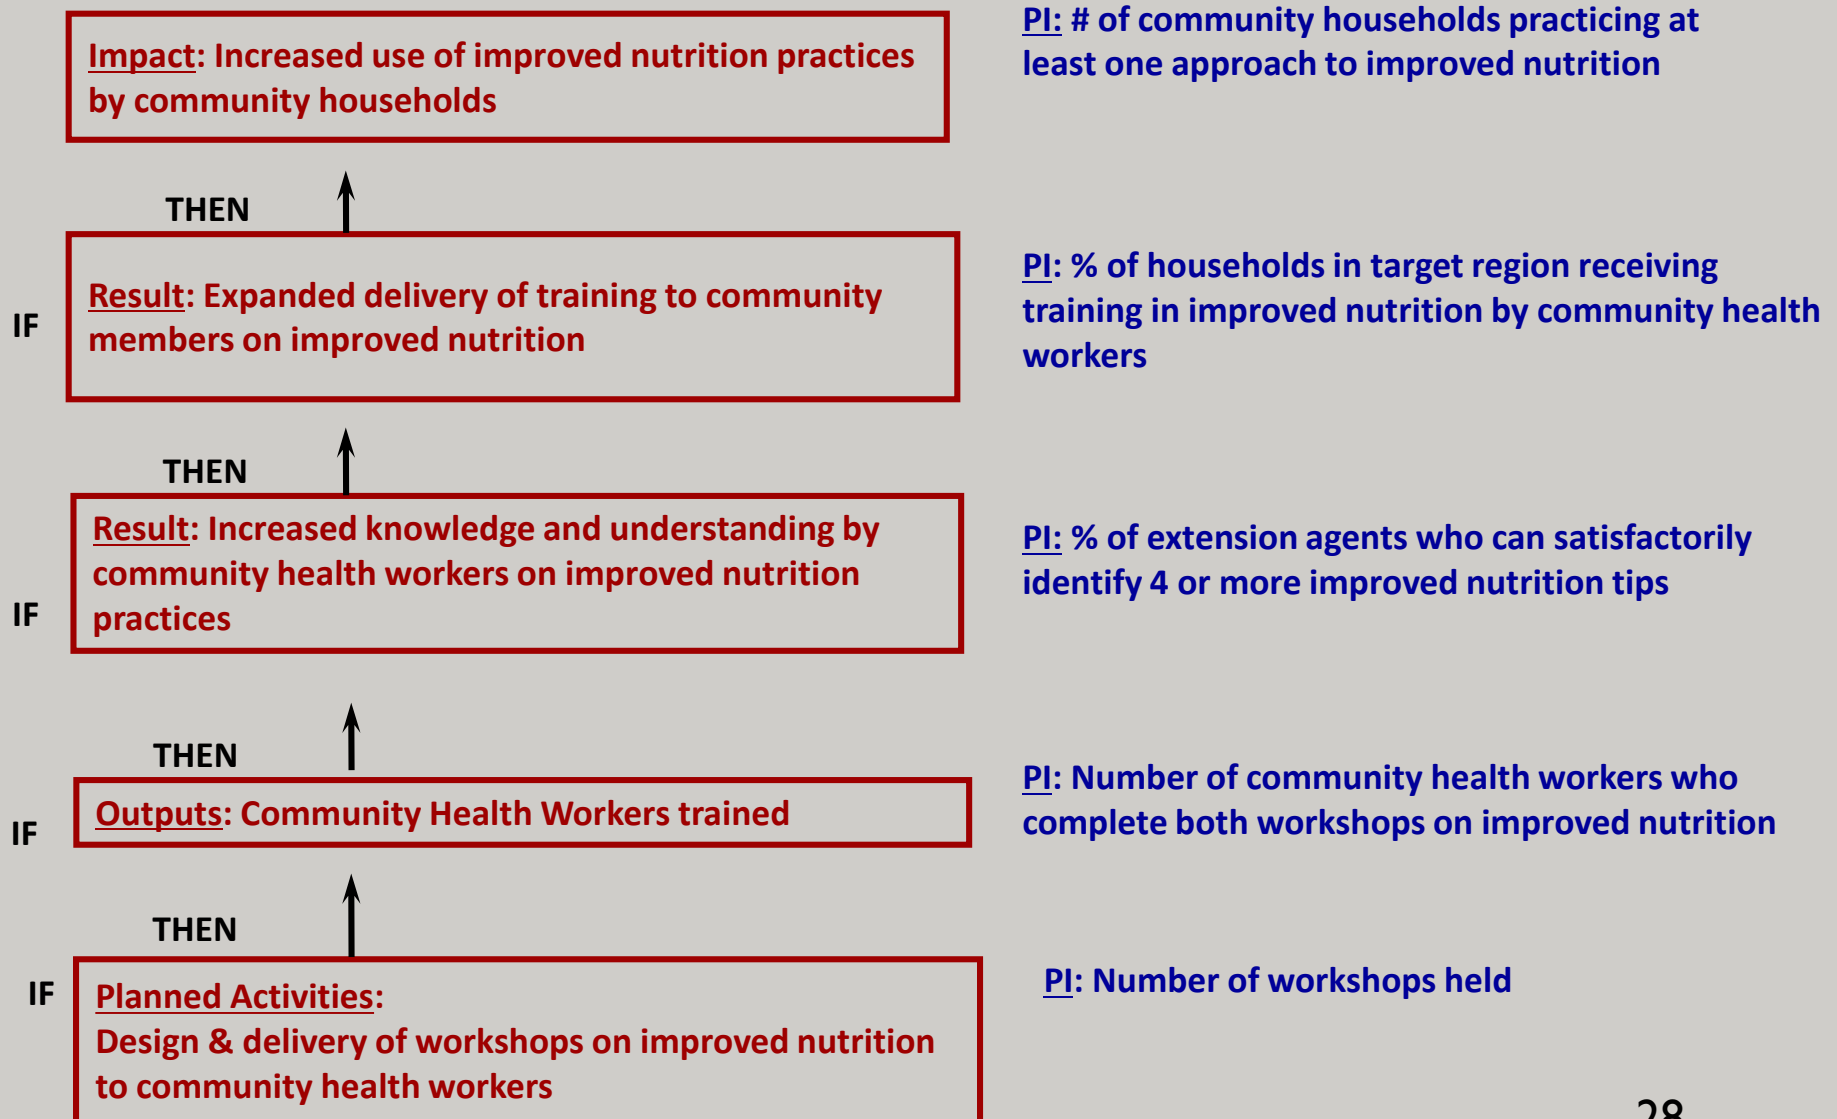 Impact: Increased use of improved nutrition practices
by community households
PI: # of community households practicing at
least one approach to improved nutrition
THEN
IF
Result: Expanded delivery of training to community
members on improved nutrition
PI: % of households in target region receiving
training in improved nutrition by community health
workers
THEN
IF
Result: Increased knowledge and understanding by
community health workers on improved nutrition
practices
PI: % of extension agents who can satisfactorily
identify 4 or more improved nutrition tips
THEN
IF
Outputs: Community Health Workers trained
PI: Number of community health workers who
complete both workshops on improved nutrition
THEN
IF
Planned Activities:
Design & delivery of workshops on improved nutrition
to community health workers
PI: Number of workshops held
28